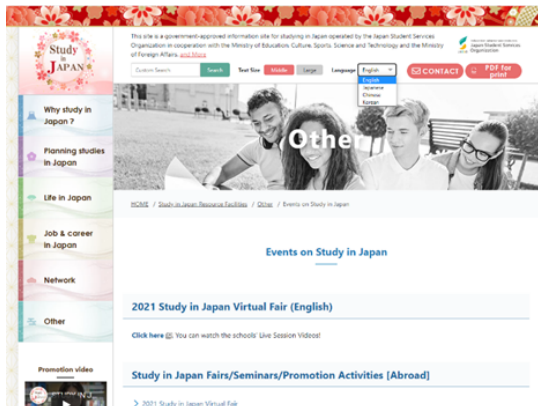 Study in JAPAN
This site is a government-approved information site for studying in Japan operated by the Japan Student Services
Organization in cooperation with the Ministry of Education, Culture, Sports, Science and Technology and the Ministry
of Foreign Affairs. and More
Japan Student Services Organization
Custom Search
Search
Text Size
Middle
Large
Language
English
English
Japanese
Chinese
Korean
CONTACT
PDF for print
Why study in
Japan ?
Planning studies
in Japan
Life in Japan
Job & career
in Japan
Network
Other
Promotion video
Other
HOME / Study in Japan Resource Facilities / Other / Events on Study in Japan
Events on Study in Japan
2021 Study in Japan Virtual Fair (English)
Click here. You can watch the schools' Live Session Videos!
Study in Japan Fairs/Seminars/Promotion Activities [Abroad]
2021 Study in Japan Virtual Fair